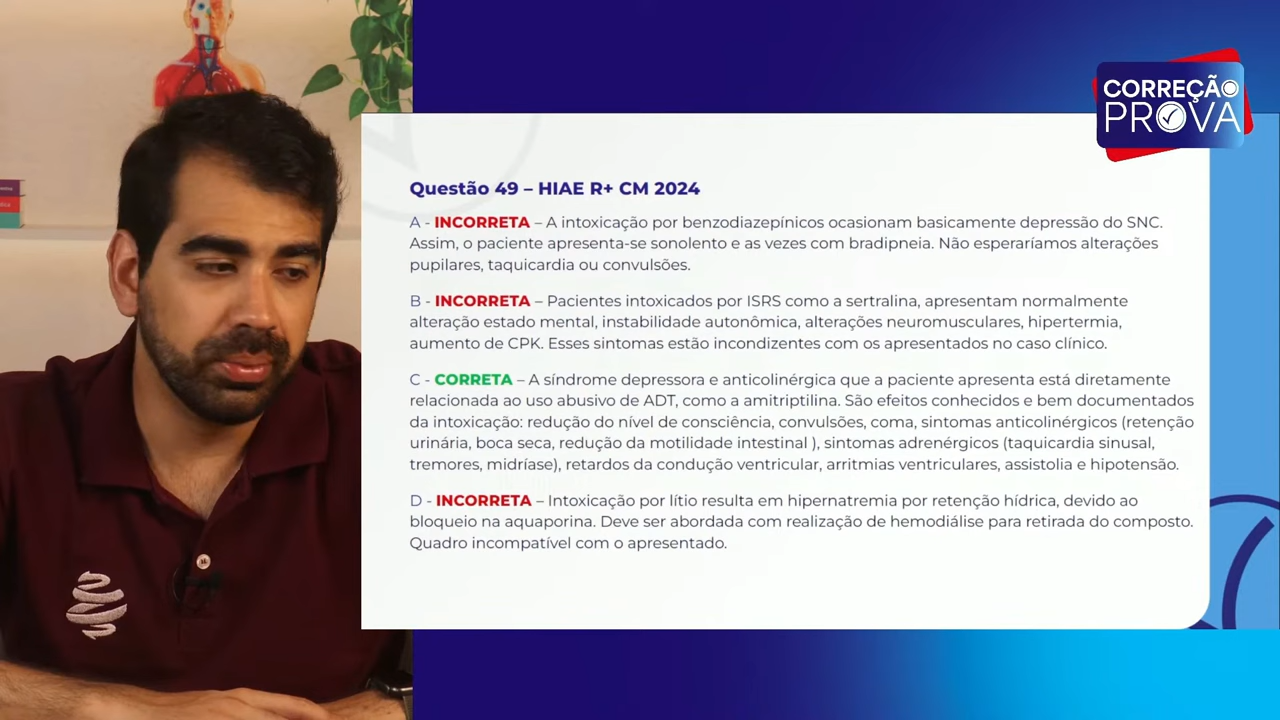 CORREÇÃO
PROVA
Questão 49 – HIAE R+ CM 2024
A - INCORRETA – A intoxicação por benzodiazepínicos ocasionam basicamente depressão do SNC.
Assim, o paciente apresenta-se sonolento e as vezes com bradipneia. Não esperaríamos alterações
pupilares, taquicardia ou convulsões.
B - INCORRETA – Pacientes intoxicados por ISRS como a sertralina, apresentam normalmente
alteração estado mental, instabilidade autonômica, alterações neuromusculares, hipertermia,
aumento de CPK. Esses sintomas estão incondizentes com os apresentados no caso clínico.
C - CORRETA – A síndrome depressora e anticolinérgica que a paciente apresenta está diretamente
relacionada ao uso abusivo de ADT, como a amitriptilina. São efeitos conhecidos e bem documentados
da intoxicação: redução do nível de consciência, convulsões, coma, sintomas anticolinérgicos (retenção
urinária, boca seca, redução da motilidade intestinal ), sintomas adrenérgicos (taquicardia sinusal,
tremores, midríase), retardos da condução ventricular, arritmias ventriculares, assistolia e hipotensão.
D - INCORRETA – Intoxicação por lítio resulta em hipernatremia por retenção hídrica, devido ao
bloqueio na aquaporina. Deve ser abordada com realização de hemodiálise para retirada do composto.
Quadro incompatível com o apresentado.